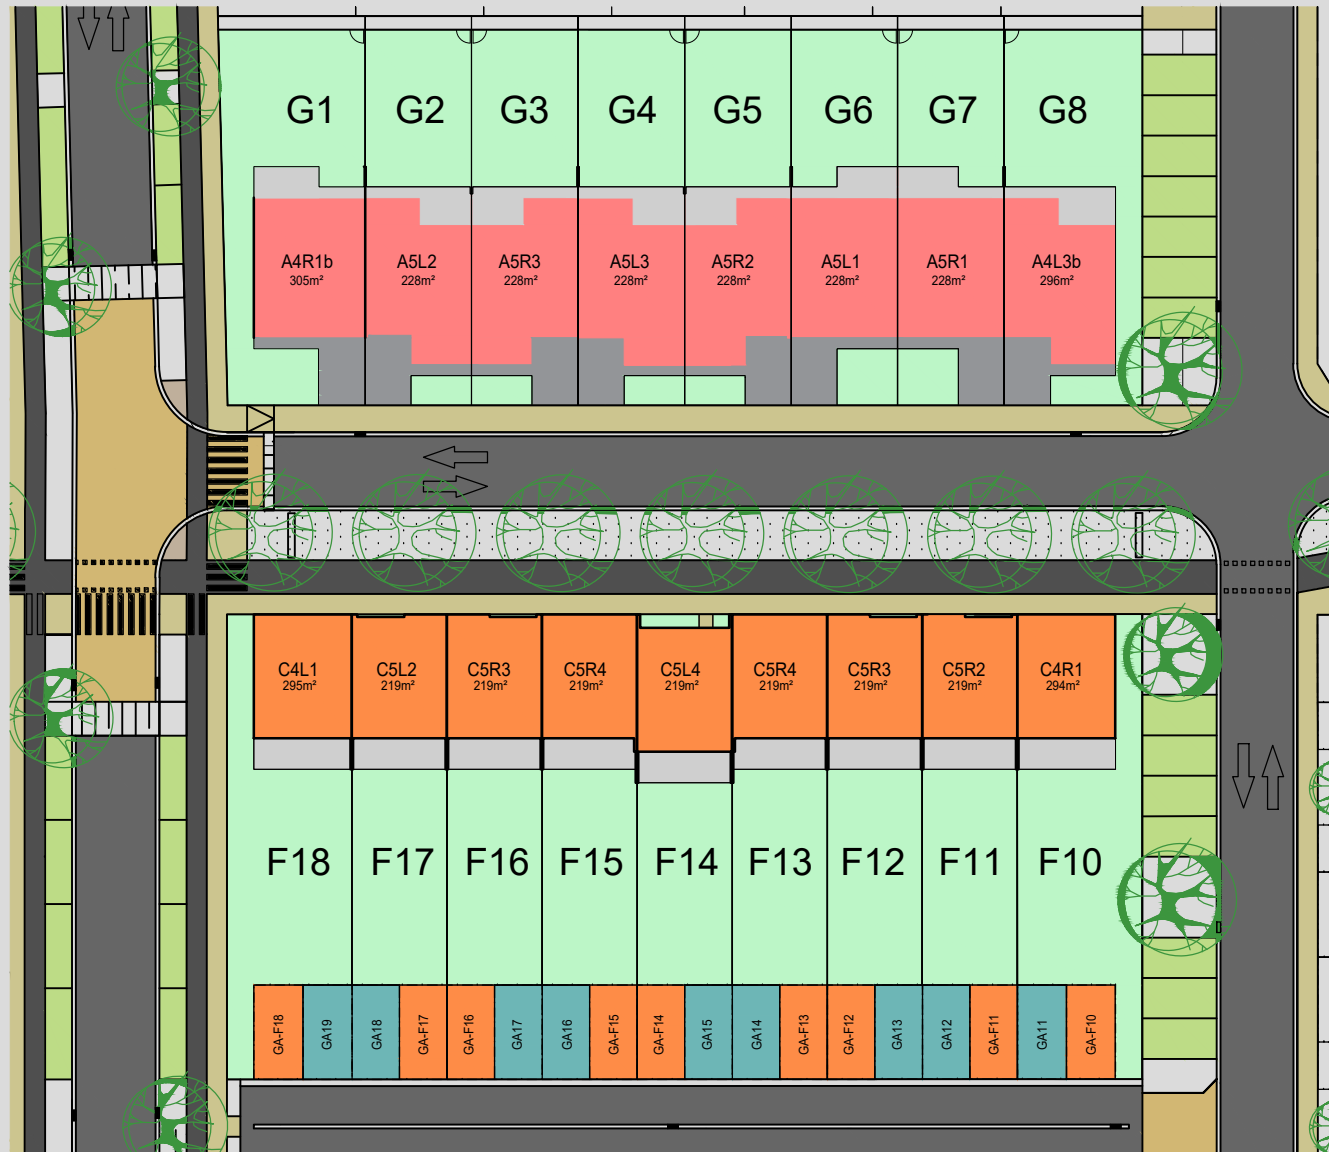 G1 G2 G3 G4 G5 G6 G7 G8
A4R1b A5L2 A5R3 A5L3 A5R2 A5L1 A5R1 A4L3b
305m² 228m² 228m² 228m² 228m² 228m² 228m² 296m²
C4L1 C5L2 C5R3 C5R4 C5L4 C5R4 C5R3 C5R2 C4R1
295m² 219m² 219m² 219m² 219m² 219m² 219m² 219m² 294m²
F18 F17 F16 F15 F14 F13 F12 F11 F10
GA-F18 GA19 GA18 GA-F17 GA-F16 GA17 GA16 GA-F15 GA-F14 GA15 GA14 GA-F13 GA-F12 GA13 GA12 GA-F11 GA11 GA-F10